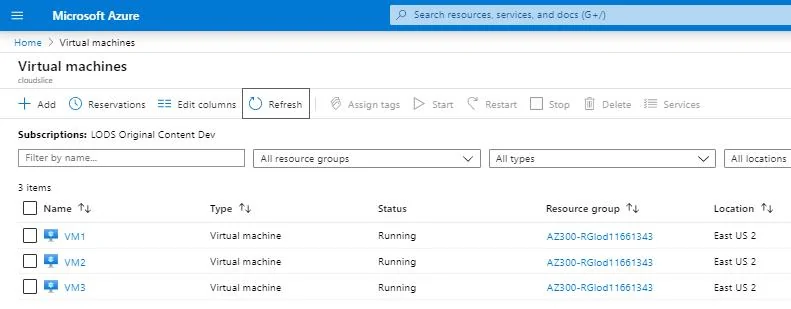 Microsoft Azure
Search resources, services, and docs (G+/)
Home > Virtual machines
Virtual machines
cloudslice
Add Reservations Edit columns Refresh Assign tags Start Restart Stop Delete Services
Subscriptions: LODS Original Content Dev
Filter by name... All resource groups All types All locations
3 items
Name Type Status Resource group Location
VM1 Virtual machine Running AZ300-RGlod11661343 East US 2
VM2 Virtual machine Running AZ300-RGlod11661343 East US 2
VM3 Virtual machine Running AZ300-RGlod11661343 East US 2